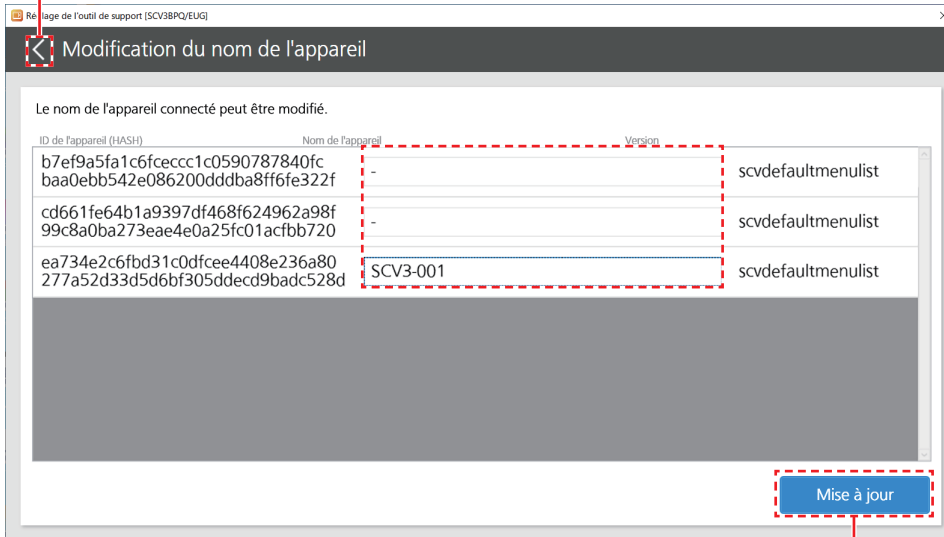 Réglage de l'outil de support [SCV3BPQ/EUG]
Modification du nom de l'appareil
Le nom de l'appareil connecté peut être modifié.
ID de l'appareil (HASH) Nom de l'appareil Version
b7ef9a5fa1c6fceccc1c0590787840fc
baa0ebb542e086200dddba8ff6fe322f - scvdefaultmenulist
cd661fe64b1a9397df468f624962a98f
99c8a0ba273eae4e0a25fc01acfbb720 - scvdefaultmenulist
ea734e2c6fbd31c0dfcee4408e236a80
277a52d33d5d6bf305ddecd9badc528d SCV3-001 scvdefaultmenulist
Mise à jour